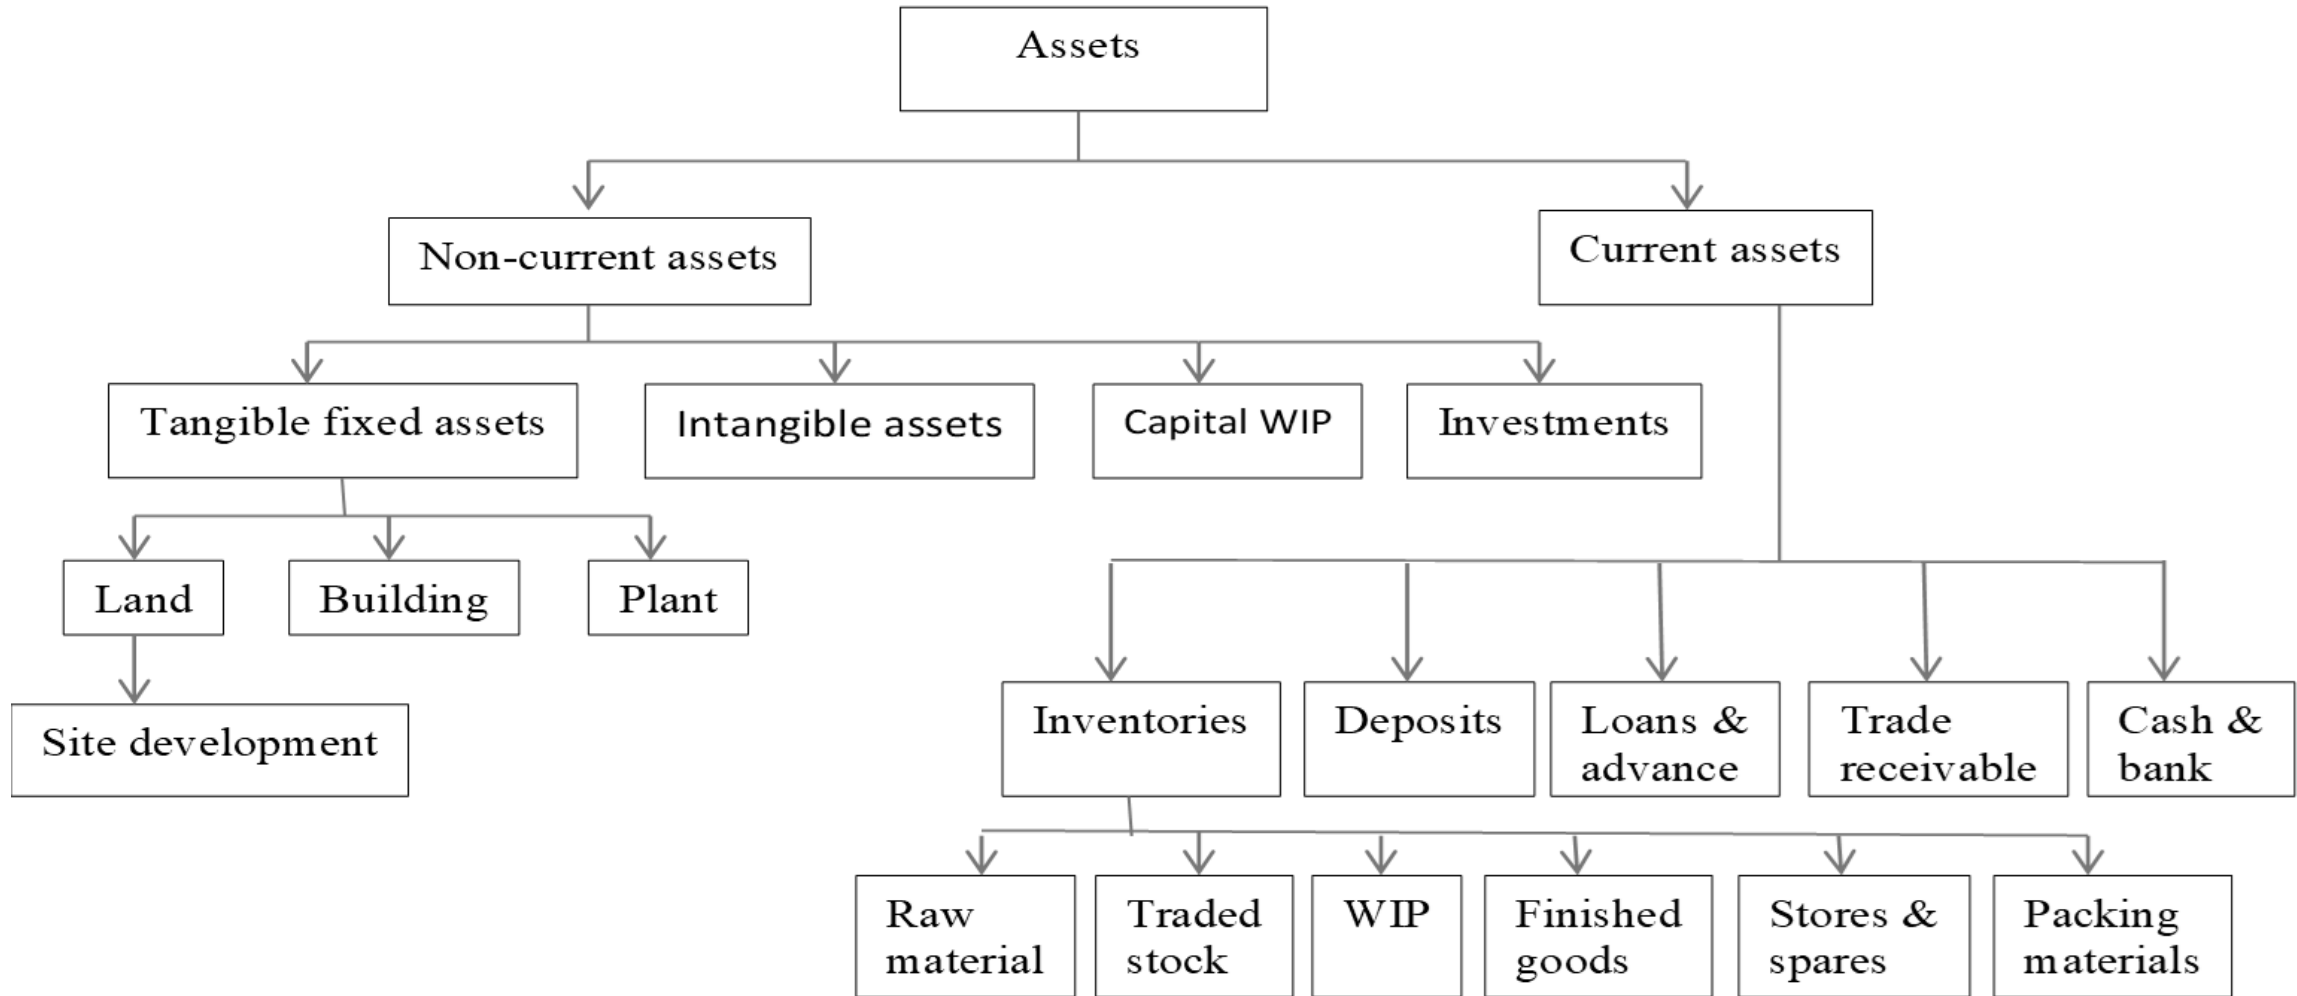 Assets
Non-current assets
Current assets
Tangible fixed assets
Intangible assets
Capital WIP
Investments
Land
Building
Plant
Site development
Inventories
Deposits
Loans &
advance
Trade
receivable
Cash &
bank
Raw
material
Traded
stock
WIP
Finished
goods
Stores &
spares
Packing
materials